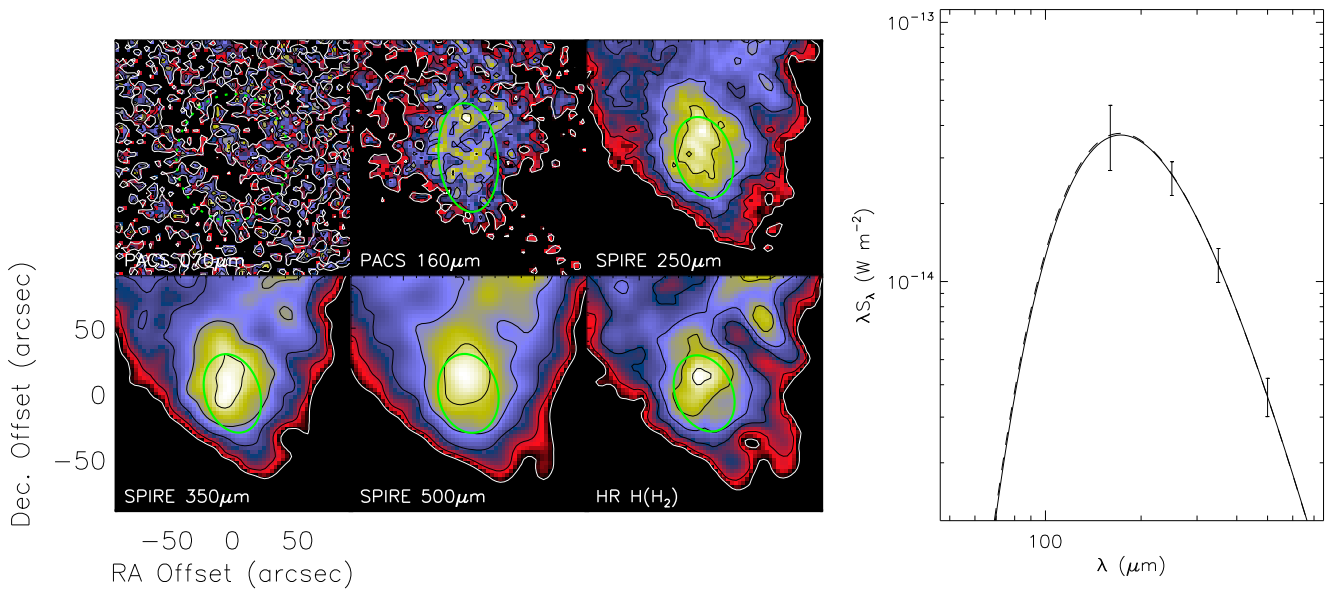 PACS 070μm
PACS 160μm
SPIRE 250μm
SPIRE 350μm
SPIRE 500μm
HR H(H₂)
50
0
−50
Dec. Offset (arcsec)
−50 0 50
RA Offset (arcsec)
10⁻¹³
10⁻¹⁴
λSλ (W m⁻²)
100
λ (μm)